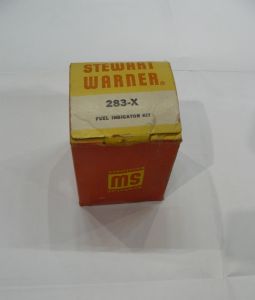 STEWART
WARNER®
283-X
FUEL INDICATOR KIT
MS